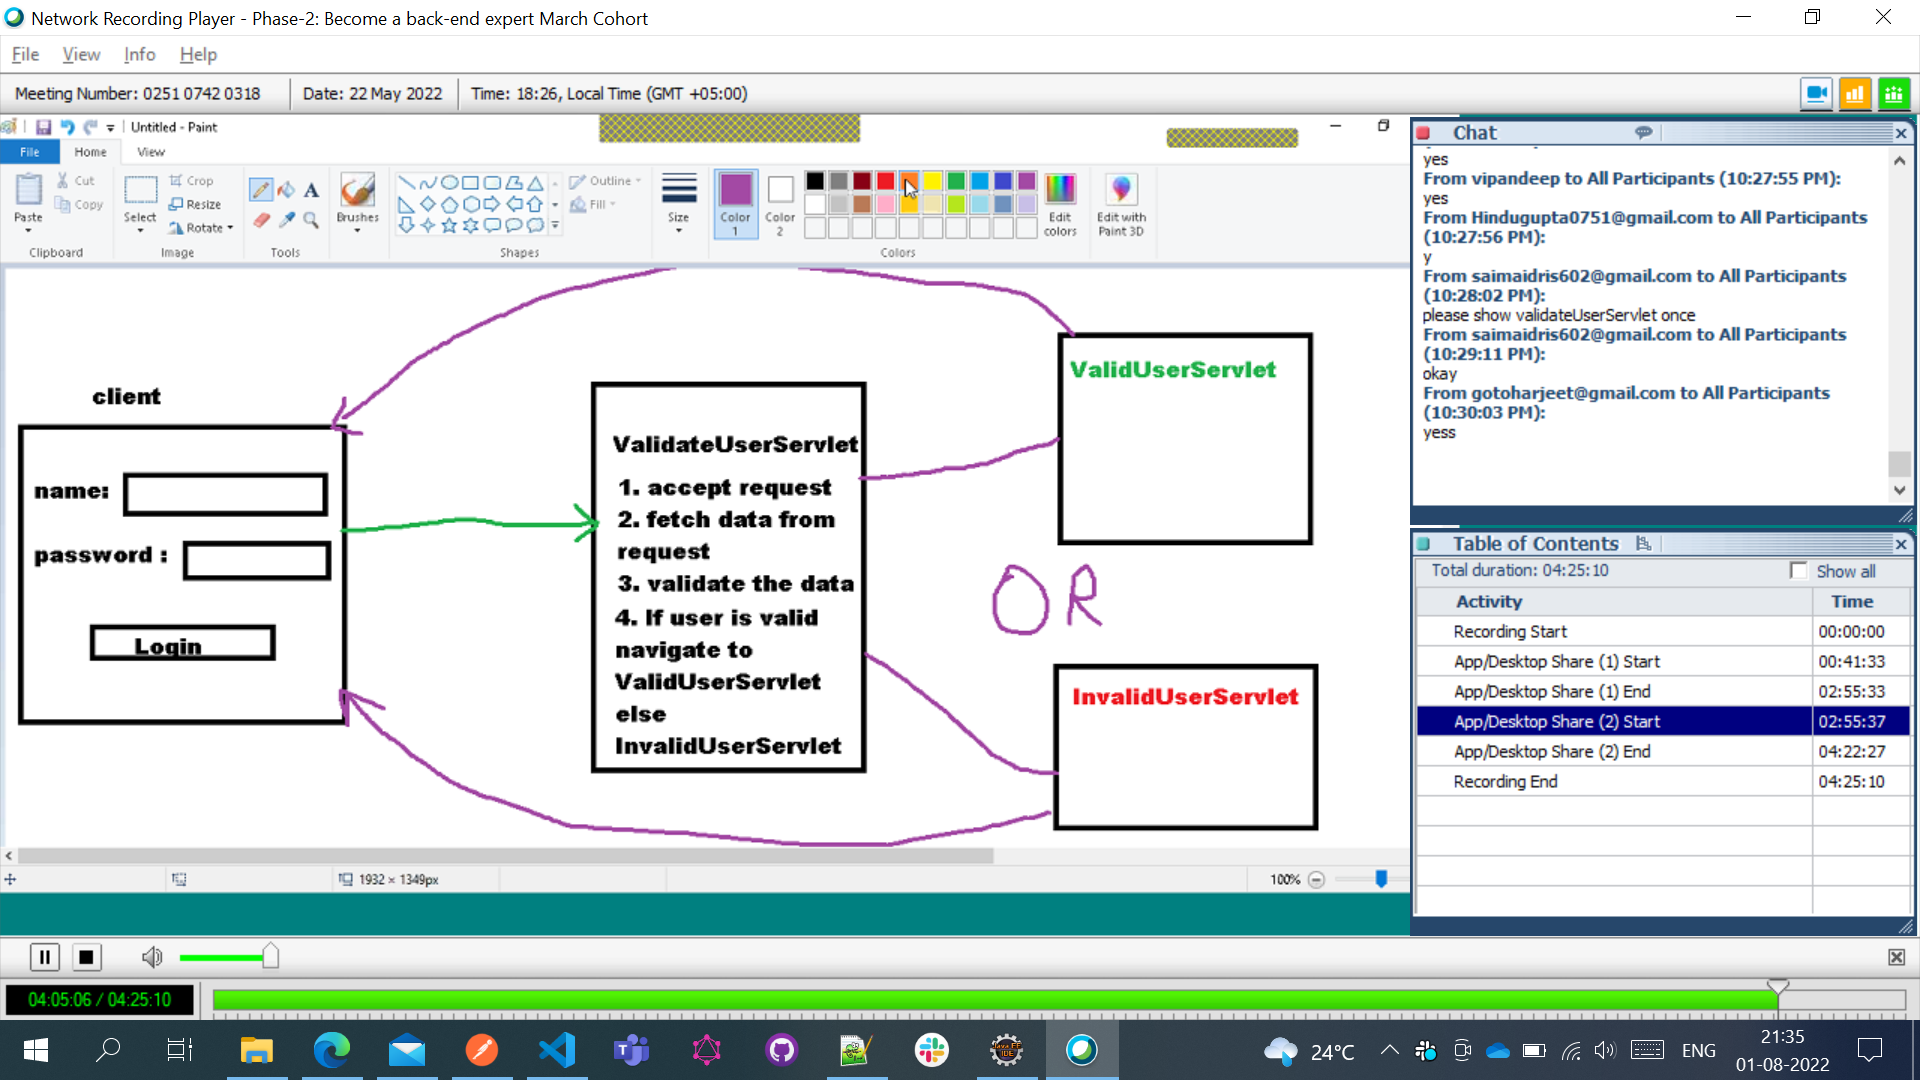 Network Recording Player - Phase-2: Become a back-end expert March Cohort
File View Info Help
Meeting Number: 0251 0742 0318
Date: 22 May 2022
Time: 18:26, Local Time (GMT +05:00)
Untitled - Paint
File Home View
Paste
Cut
Copy
Clipboard
Select
Crop
Resize
Rotate
Image
Tools
Brushes
Shapes
Outline
Fill
Size
Color
1
Color
2
Edit
colors
Colors
Edit with
Paint 3D
client
name:
password :
Login
ValidateUserServlet
1. accept request
2. fetch data from
request
3. validate the data
4. If user is valid
navigate to
ValidUserServlet
else
InvalidUserServlet
ValidUserServlet
OR
InvalidUserServlet
1932 × 1349px
100%
Chat
yes
From vipandeep to All Participants (10:27:55 PM):
yes
From Hindugupta0751@gmail.com to All Participants
(10:27:56 PM):
y
From saimaidris602@gmail.com to All Participants
(10:28:02 PM):
please show validateUserServlet once
From saimaidris602@gmail.com to All Participants
(10:29:11 PM):
okay
From gotoharjeet@gmail.com to All Participants
(10:30:03 PM):
yess
Table of Contents
Total duration: 04:25:10
Show all
Activity Time
Recording Start 00:00:00
App/Desktop Share (1) Start 00:41:33
App/Desktop Share (1) End 02:55:33
App/Desktop Share (2) Start 02:55:37
App/Desktop Share (2) End 04:22:27
Recording End 04:25:10
04:05:06 / 04:25:10
24°C
ENG
21:35
01-08-2022